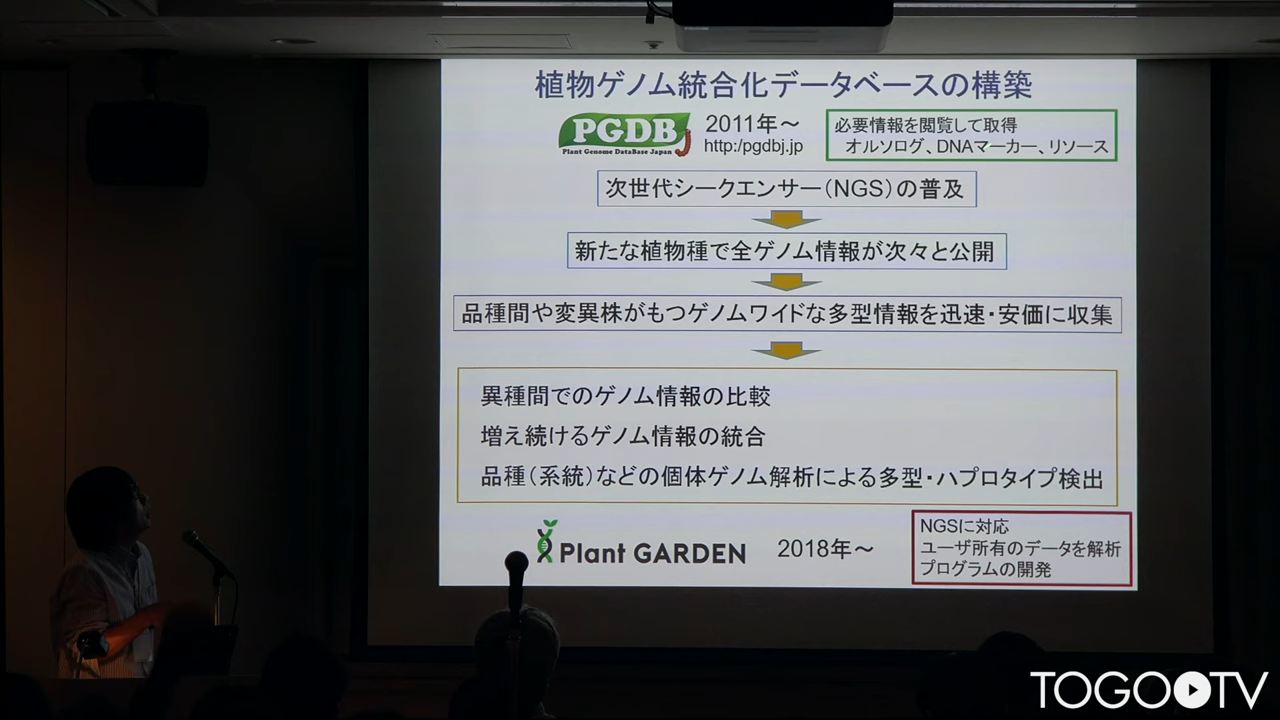 植物ゲノム統合化データベースの構築
PGDBJ
Plant Genome DataBase Japan
2011年～
http:/pgdbj.jp
必要情報を閲覧して取得
オルソログ、DNAマーカー、リソース
次世代シークエンサー（NGS）の普及
新たな植物種で全ゲノム情報が次々と公開
品種間や変異株がもつゲノムワイドな多型情報を迅速・安価に収集
異種間でのゲノム情報の比較
増え続けるゲノム情報の統合
品種（系統）などの個体ゲノム解析による多型・ハプロタイプ検出
Plant GARDEN
2018年～
NGSに対応
ユーザ所有のデータを解析
プログラムの開発
TOGO TV